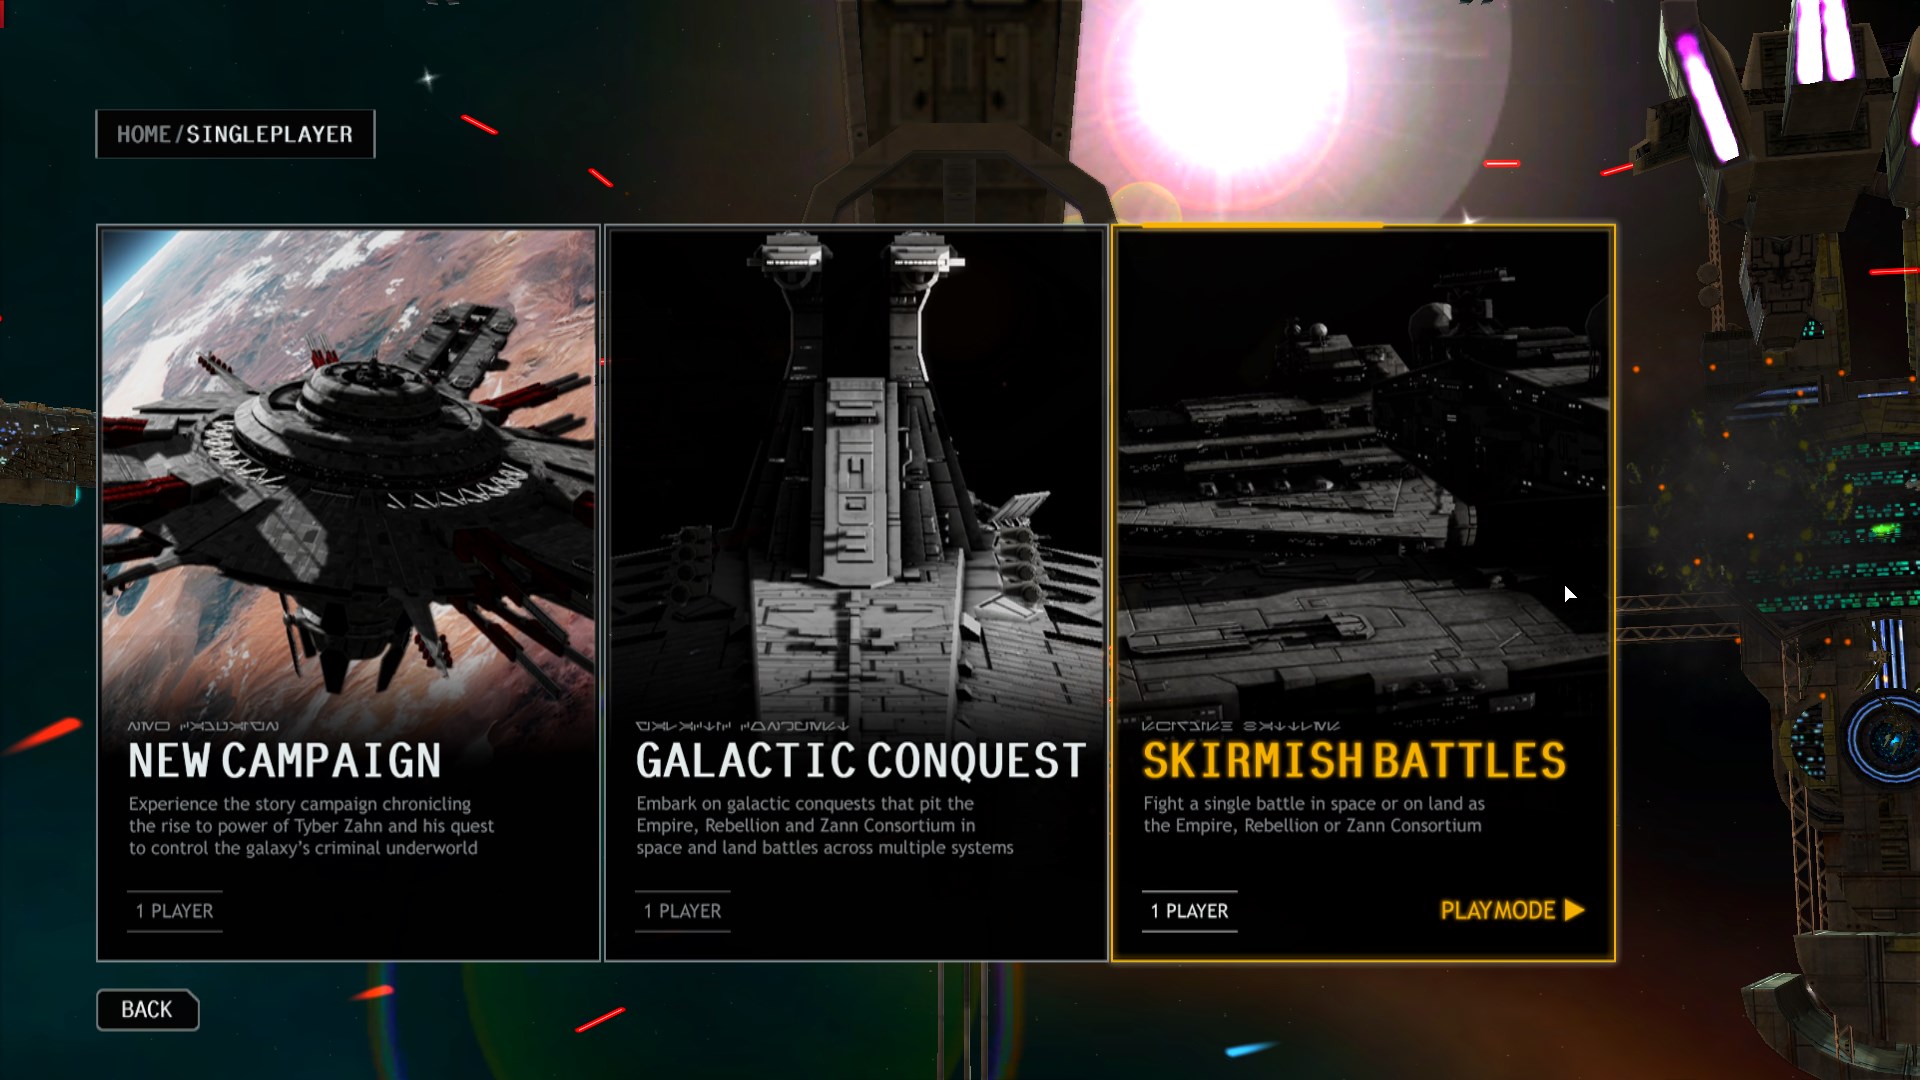 HOME/SINGLEPLAYER
NEW CAMPAIGN
Experience the story campaign chronicling
the rise to power of Tyber Zahn and his quest
to control the galaxy's criminal underworld
1 PLAYER
GALACTIC CONQUEST
Embark on galactic conquests that pit the
Empire, Rebellion and Zann Consortium in
space and land battles across multiple systems
1 PLAYER
SKIRMISH BATTLES
Fight a single battle in space or on land as
the Empire, Rebellion or Zann Consortium
1 PLAYER
PLAY MODE
BACK